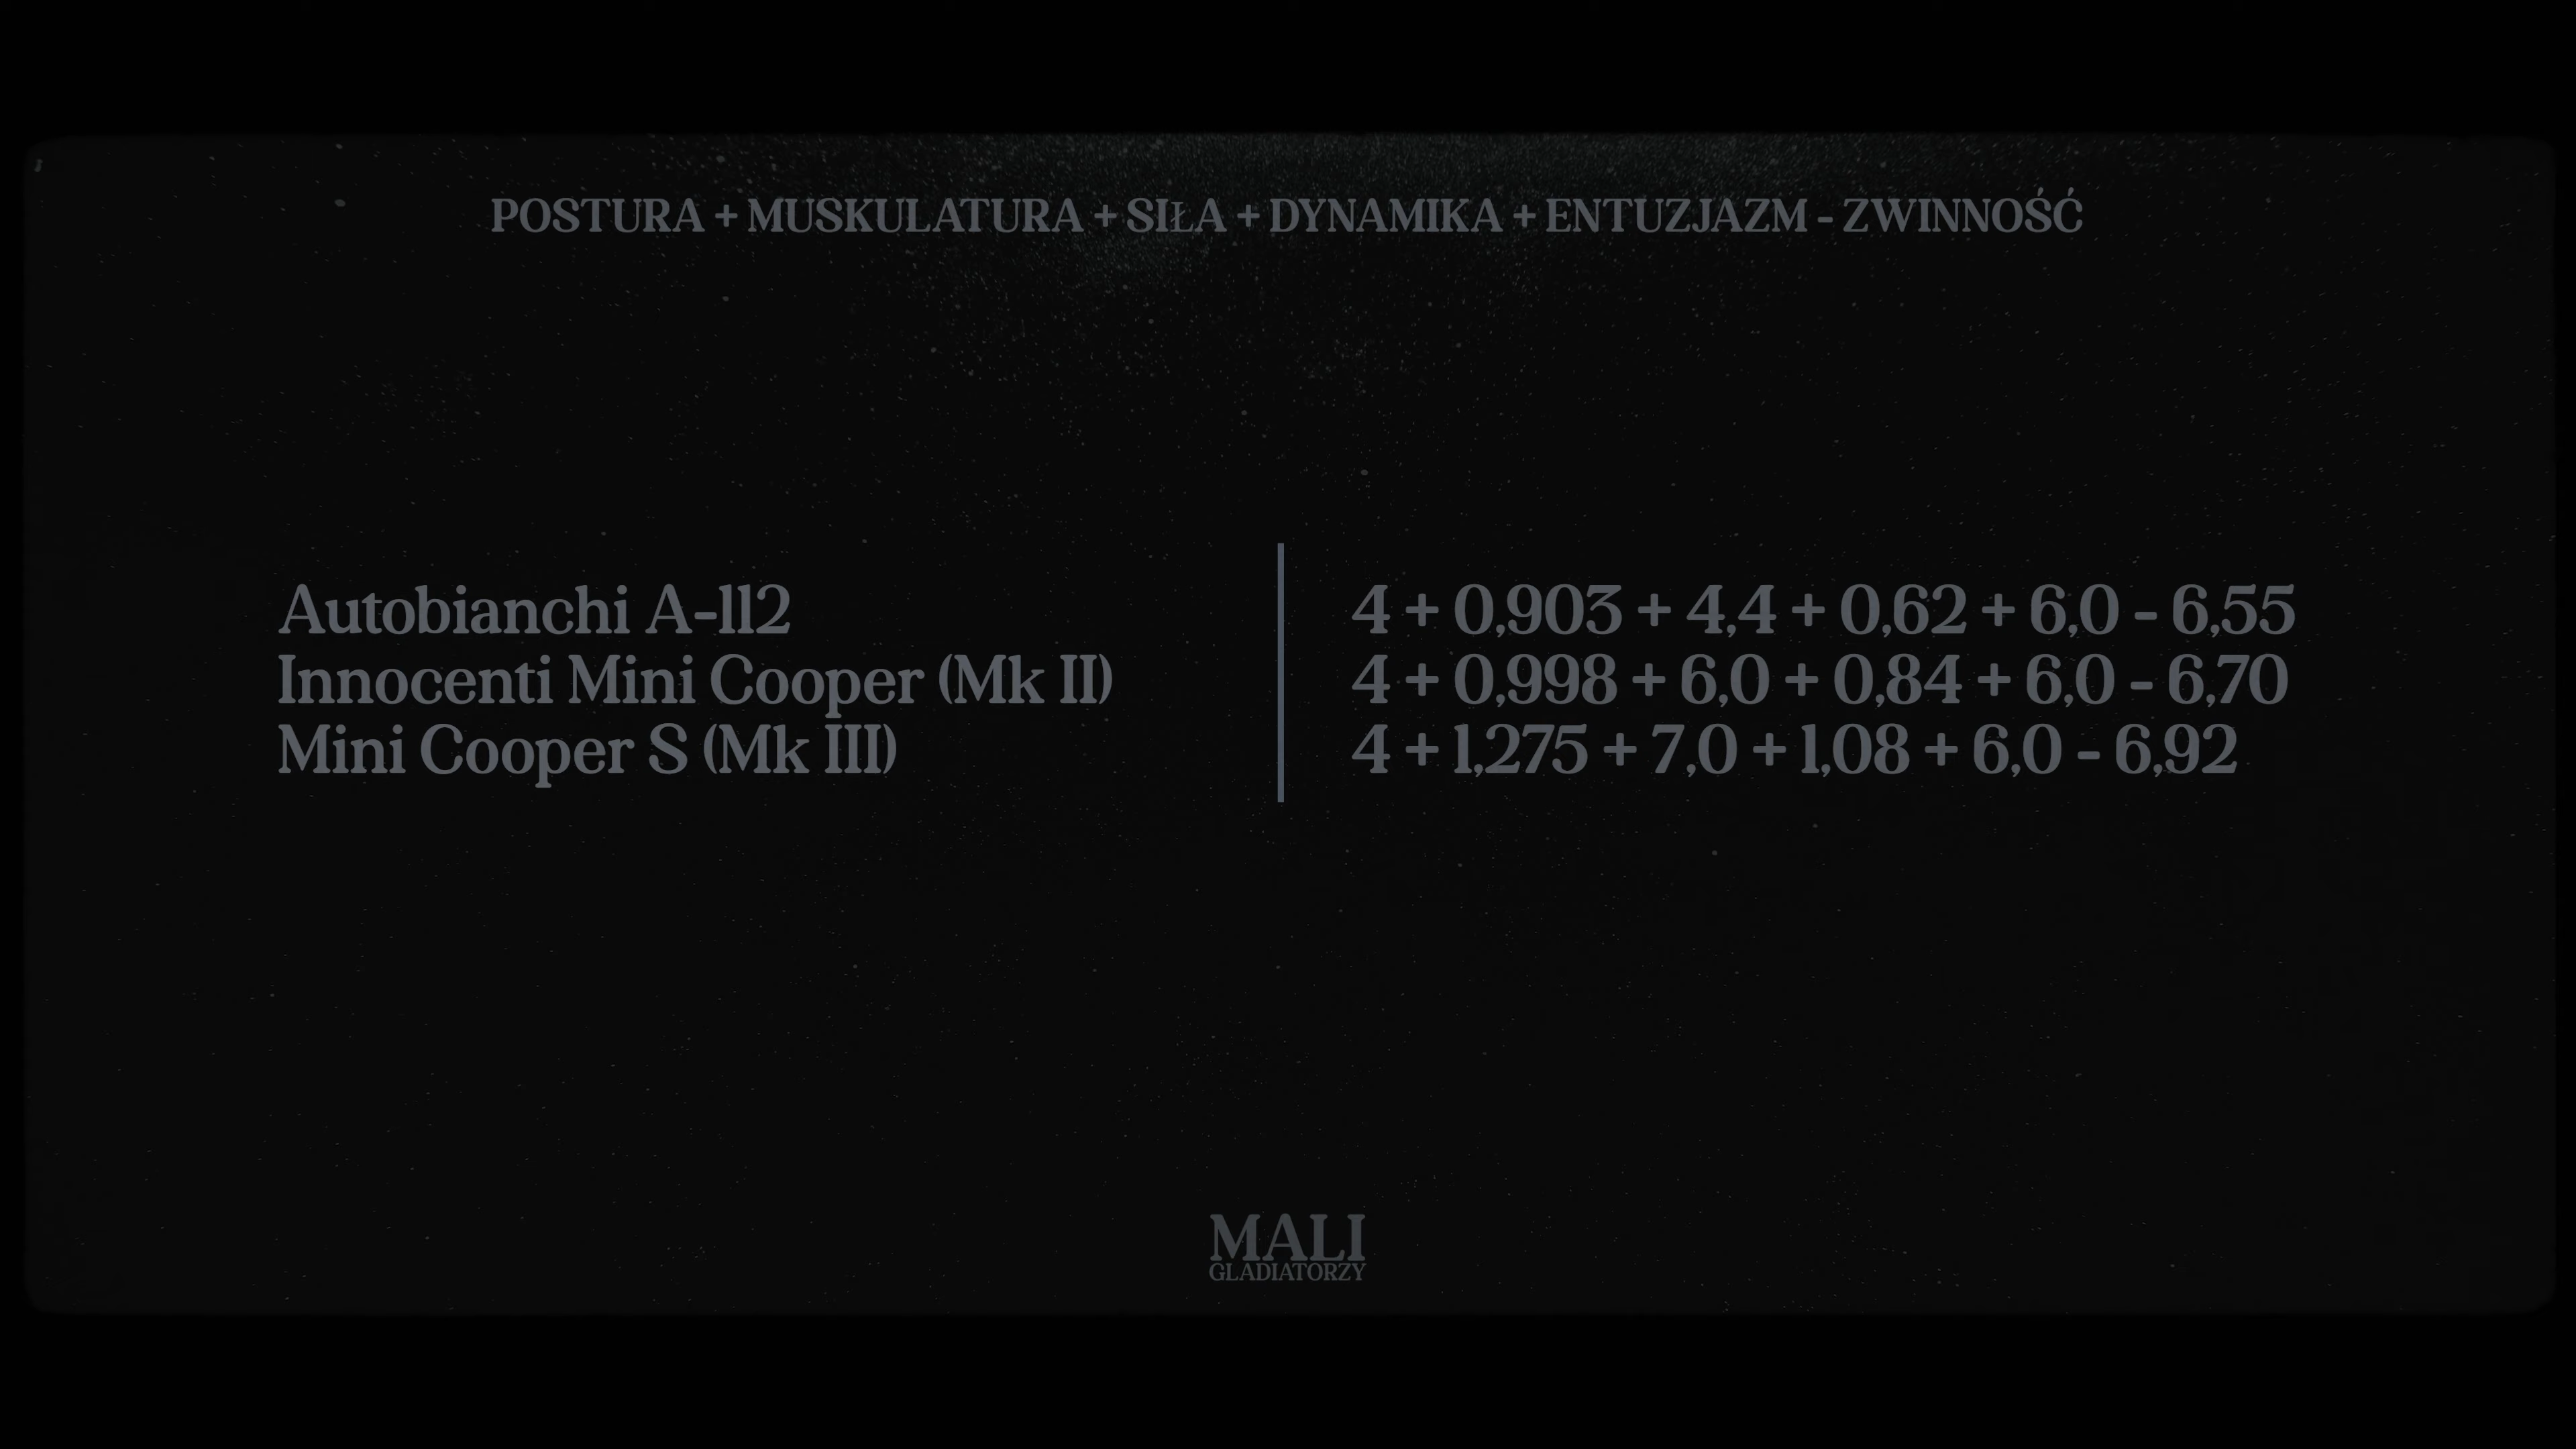 POSTURA + MUSKULATURA + SIŁA + DYNAMIKA + ENTUZJAZM - ZWINNOŚĆ
Autobianchi A-112
Innocenti Mini Cooper (Mk II)
Mini Cooper S (Mk III)
4 + 0,903 + 4,4 + 0,62 + 6,0 - 6,55
4 + 0,998 + 6,0 + 0,84 + 6,0 - 6,70
4 + 1,275 + 7,0 + 1,08 + 6,0 - 6,92
MALI
GLADIATORZY